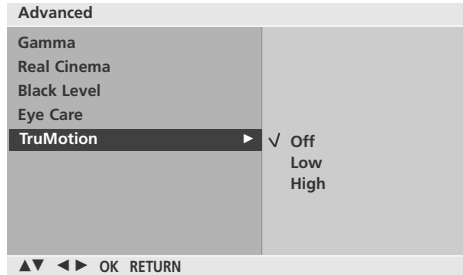 Advanced
Gamma
Real Cinema
Black Level
Eye Care
TruMotion ►
√ Off
Low
High
▲▼ ◄► OK RETURN